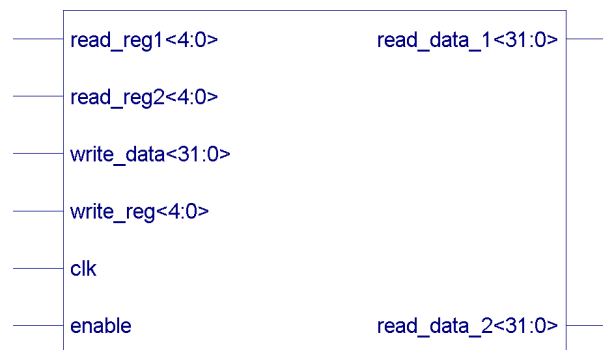 read_reg1<4:0>
read_data_1<31:0>
read_reg2<4:0>
write_data<31:0>
write_reg<4:0>
clk
enable
read_data_2<31:0>